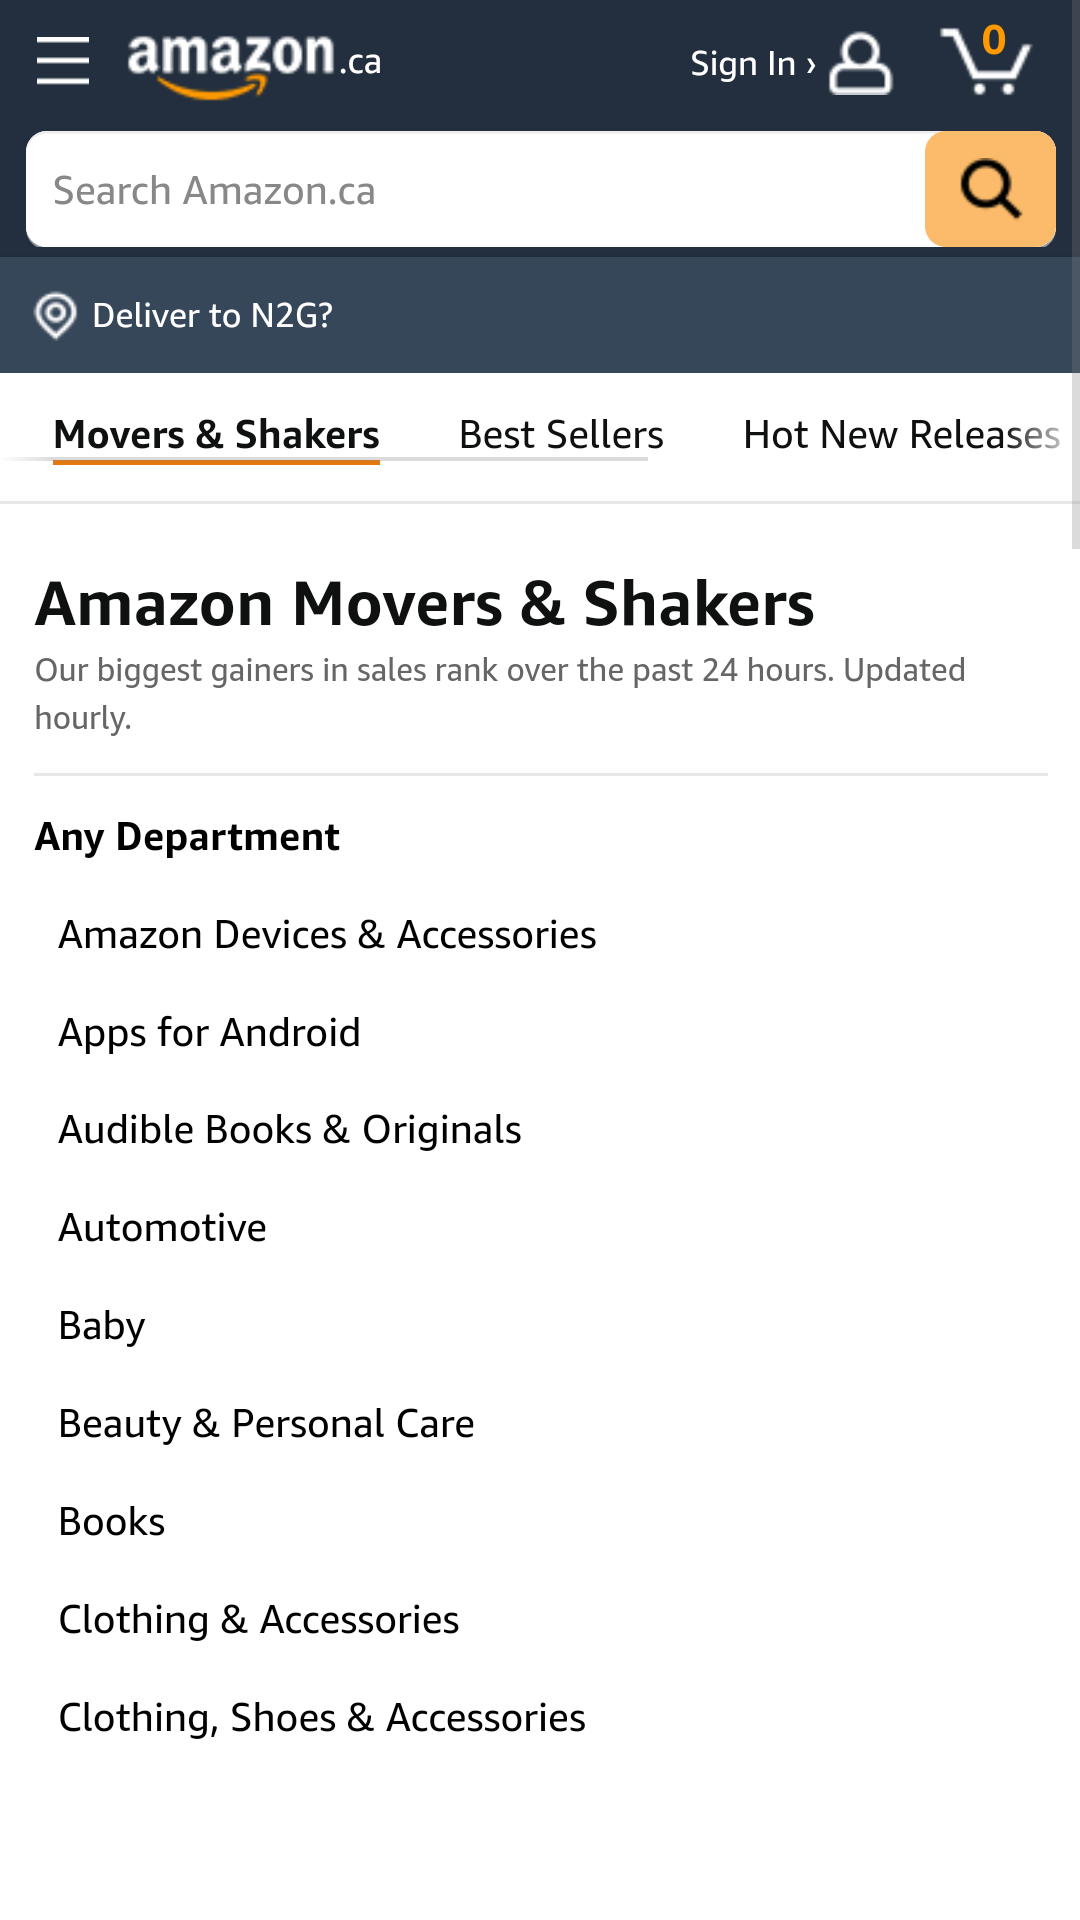 amazon.ca
Sign In ›
0
Search Amazon.ca
Deliver to N2G?
Movers & Shakers
Best Sellers
Hot New Releases
Amazon Movers & Shakers
Our biggest gainers in sales rank over the past 24 hours. Updated
hourly.
Any Department
Amazon Devices & Accessories
Apps for Android
Audible Books & Originals
Automotive
Baby
Beauty & Personal Care
Books
Clothing & Accessories
Clothing, Shoes & Accessories